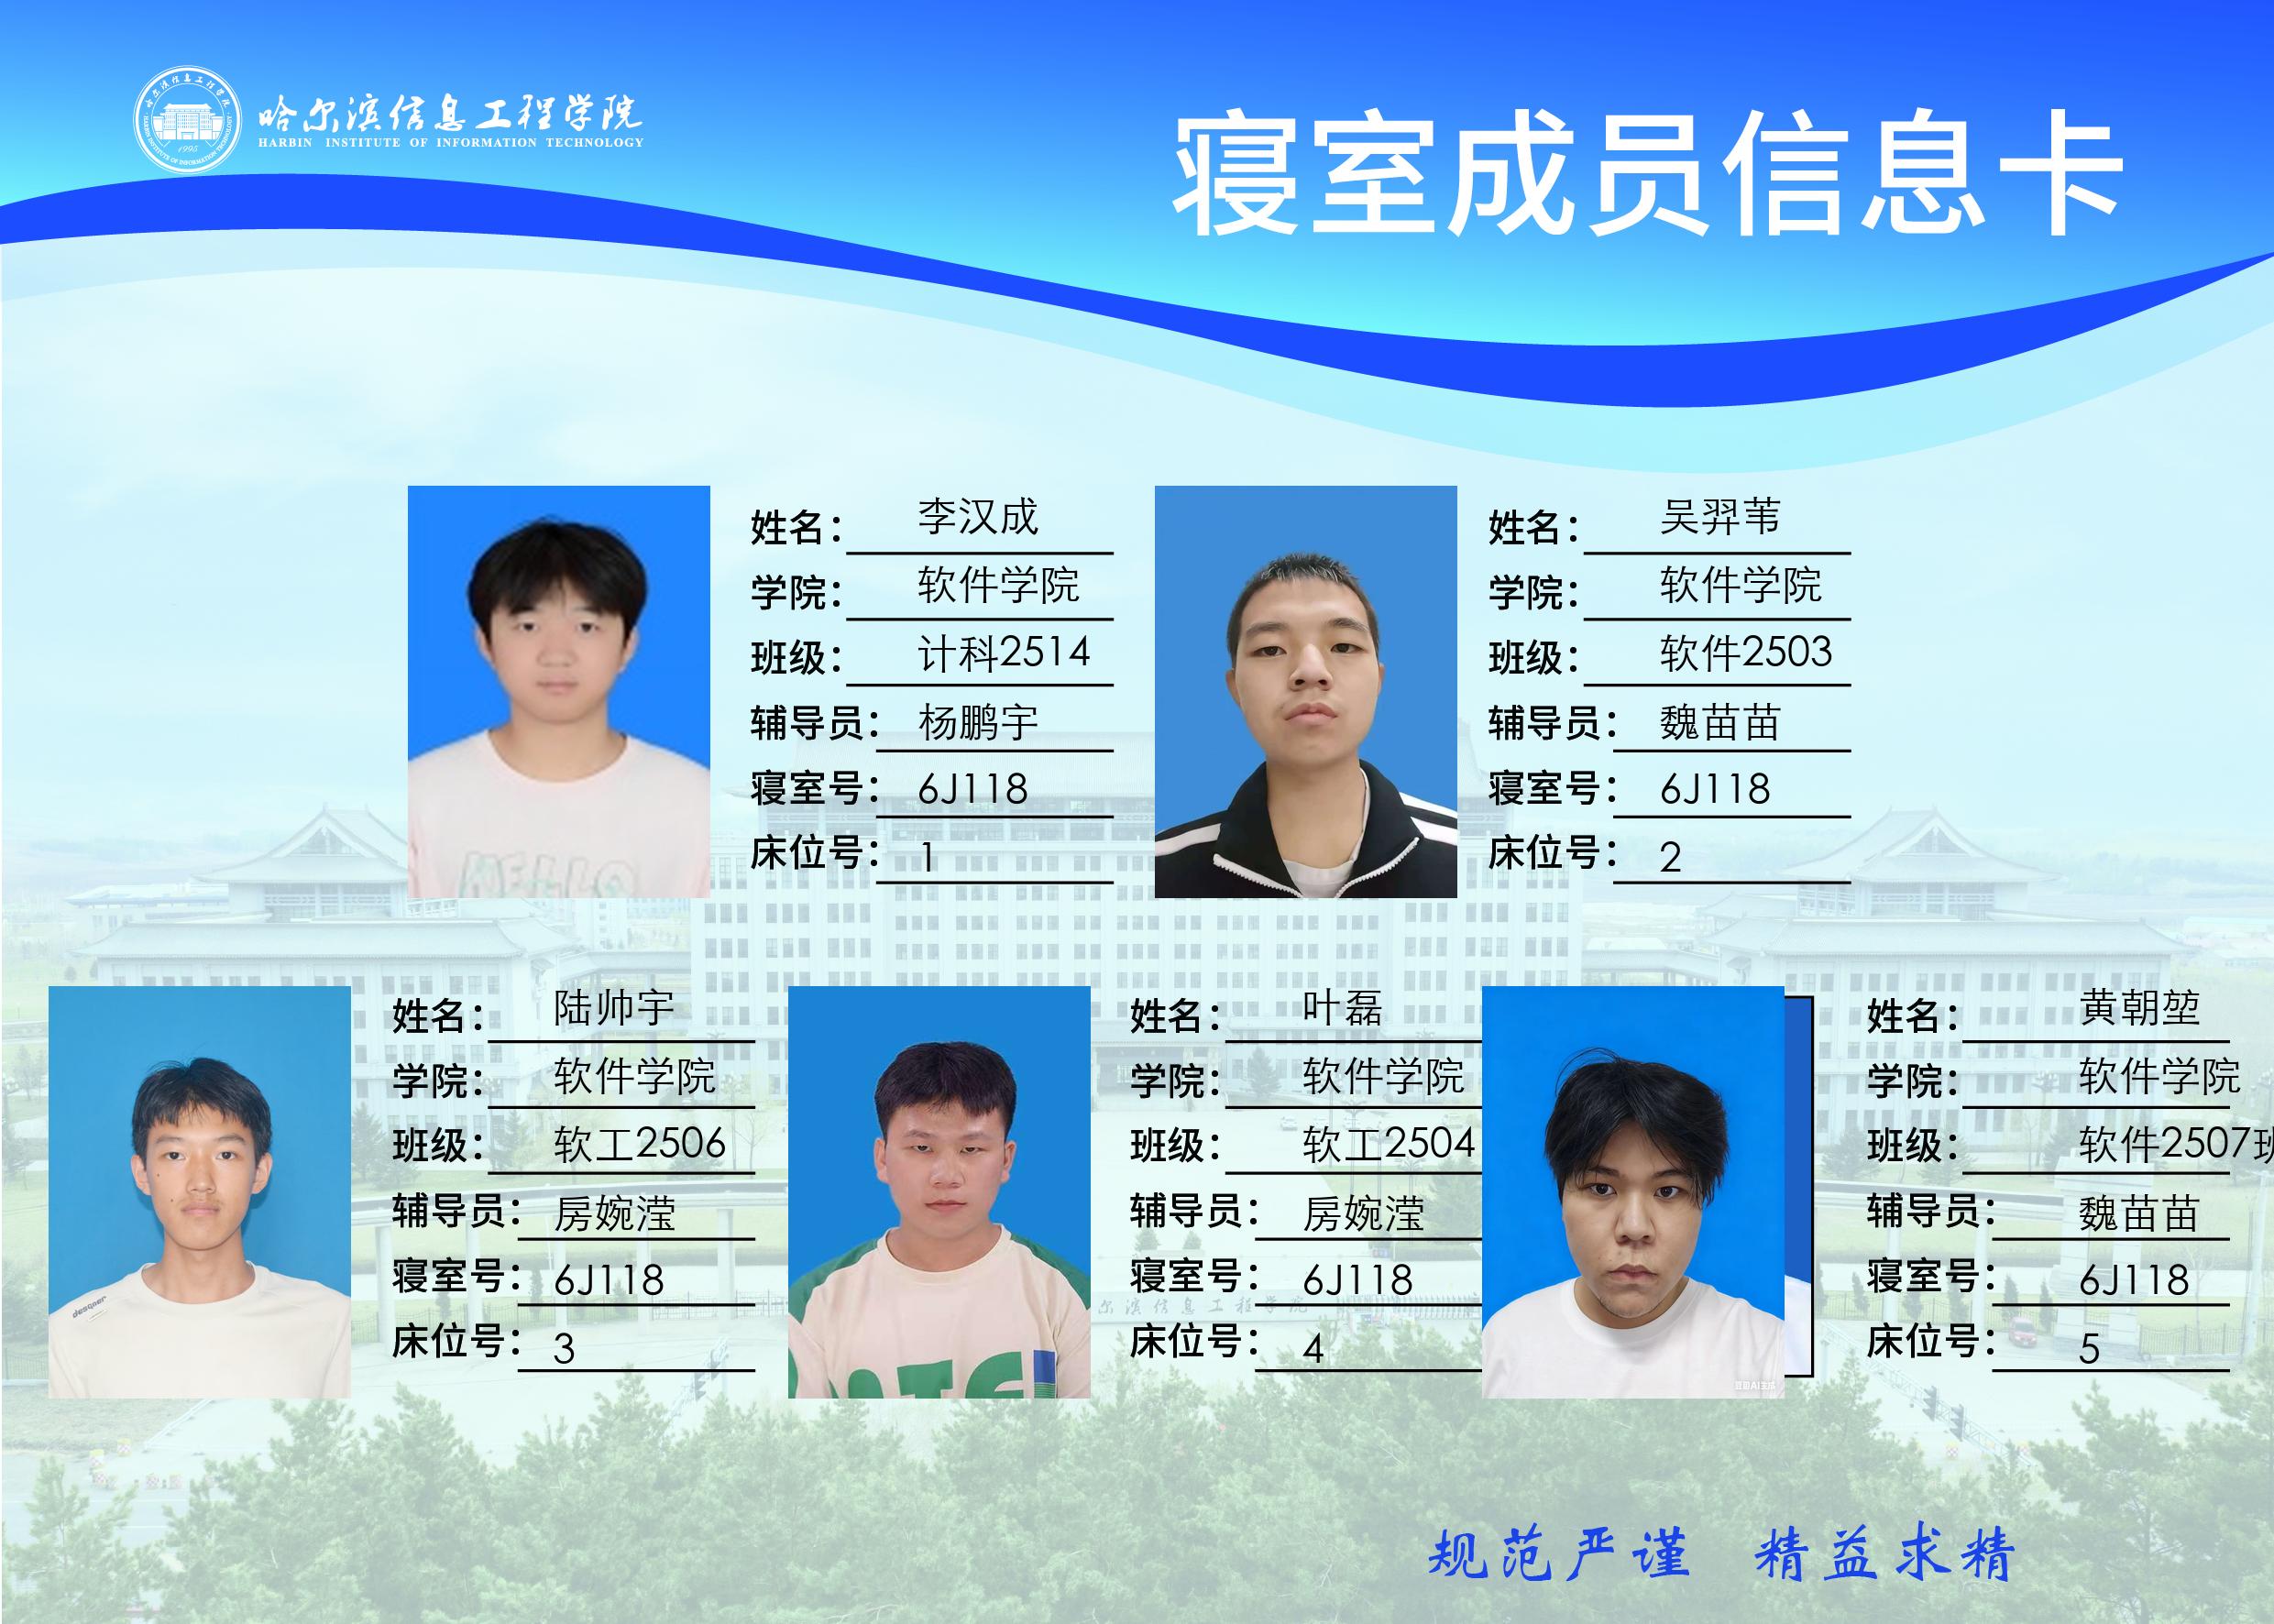 哈尔滨信息工程学院
HARBIN INSTITUTE OF INFORMATION TECHNOLOGY
1995
寝室成员信息卡
姓名： 李汉成
学院： 软件学院
班级： 计科2514
辅导员： 杨鹏宇
寝室号： 6J118
床位号： 1
HELLO
姓名： 吴羿苇
学院： 软件学院
班级： 软件2503
辅导员： 魏苗苗
寝室号： 6J118
床位号： 2
姓名： 陆帅宇
学院： 软件学院
班级： 软工2506
辅导员： 房婉滢
寝室号： 6J118
床位号： 3
姓名： 叶磊
学院： 软件学院
班级： 软工2504
辅导员： 房婉滢
寝室号： 6J118
床位号： 4
豆包AI生成
姓名： 黄朝堃
学院： 软件学院
班级： 软件2507班
辅导员： 魏苗苗
寝室号： 6J118
床位号： 5
规范严谨 精益求精